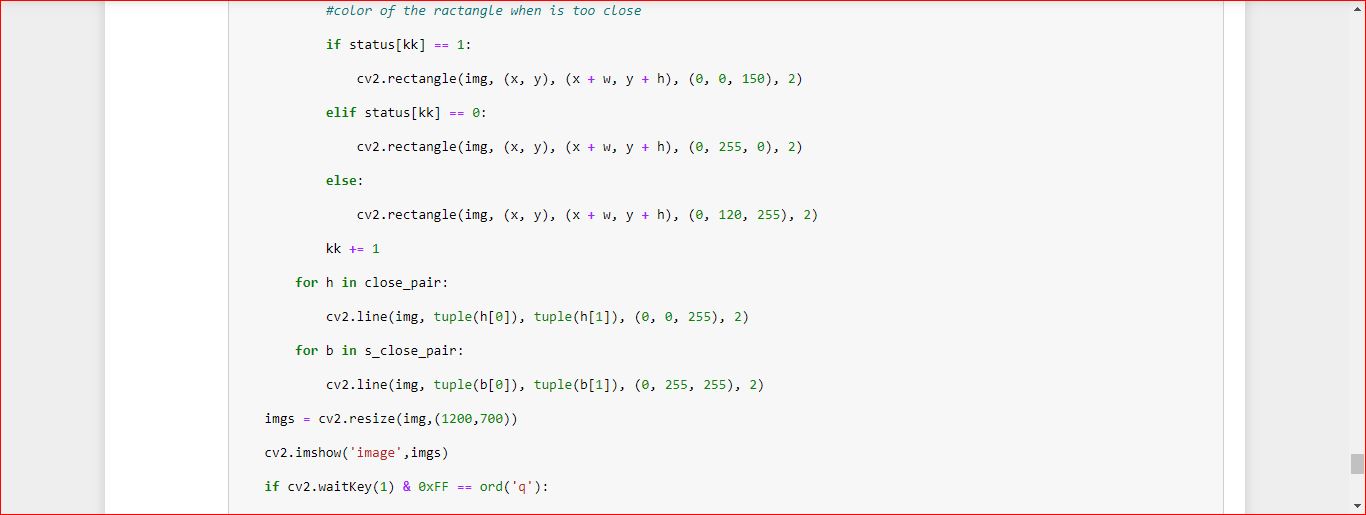 #color of the ractangle when is too close
if status[kk] == 1:
cv2.rectangle(img, (x, y), (x + w, y + h), (0, 0, 150), 2)
elif status[kk] == 0:
cv2.rectangle(img, (x, y), (x + w, y + h), (0, 255, 0), 2)
else:
cv2.rectangle(img, (x, y), (x + w, y + h), (0, 120, 255), 2)
kk += 1
for h in close_pair:
cv2.line(img, tuple(h[0]), tuple(h[1]), (0, 0, 255), 2)
for b in s_close_pair:
cv2.line(img, tuple(b[0]), tuple(b[1]), (0, 255, 255), 2)
imgs = cv2.resize(img,(1200,700))
cv2.imshow('image',imgs)
if cv2.waitKey(1) & 0xFF == ord('q'):